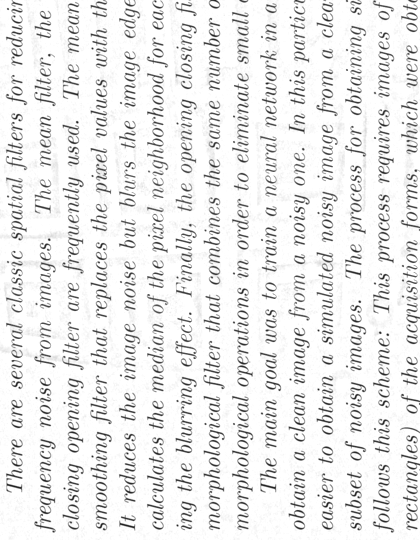 There are several classic spatial filters for reducin
frequency noise from images. The mean filter, the
closing opening filter are frequently used. The mean
smoothing filter that replaces the pixel values with th
It reduces the image noise but blurs the image edge
calculates the median of the pixel neighborhood for eac
ing the blurring effect. Finally, the opening closing fi
morphological filter that combines the same number o
morphological operations in order to eliminate small
The main goal was to train a neural network in a
obtain a clean image from a noisy one. In this particu
easier to obtain a simulated noisy image from a clea
subset of noisy images. The process for obtaining si
follows this scheme: This process requires images of
rectangles) of the acquisition forms, which were obt